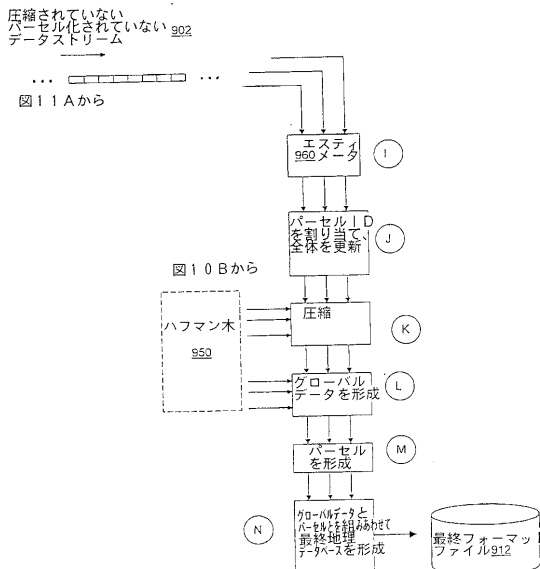 圧縮されていない
パーセル化されていない 902
データストリーム
... ...
図11Aから
エスティ
960 メータ
I
パーセルID
を割り当て、
全体を更新
J
図10Bから
ハフマン木
950
圧縮
K
グローバル
データを形成
L
パーセル
を形成
M
グローバルデータと
パーセルとを組みあわせて
最終地理
データベースを形成
N
最終フォーマッ
ファイル912